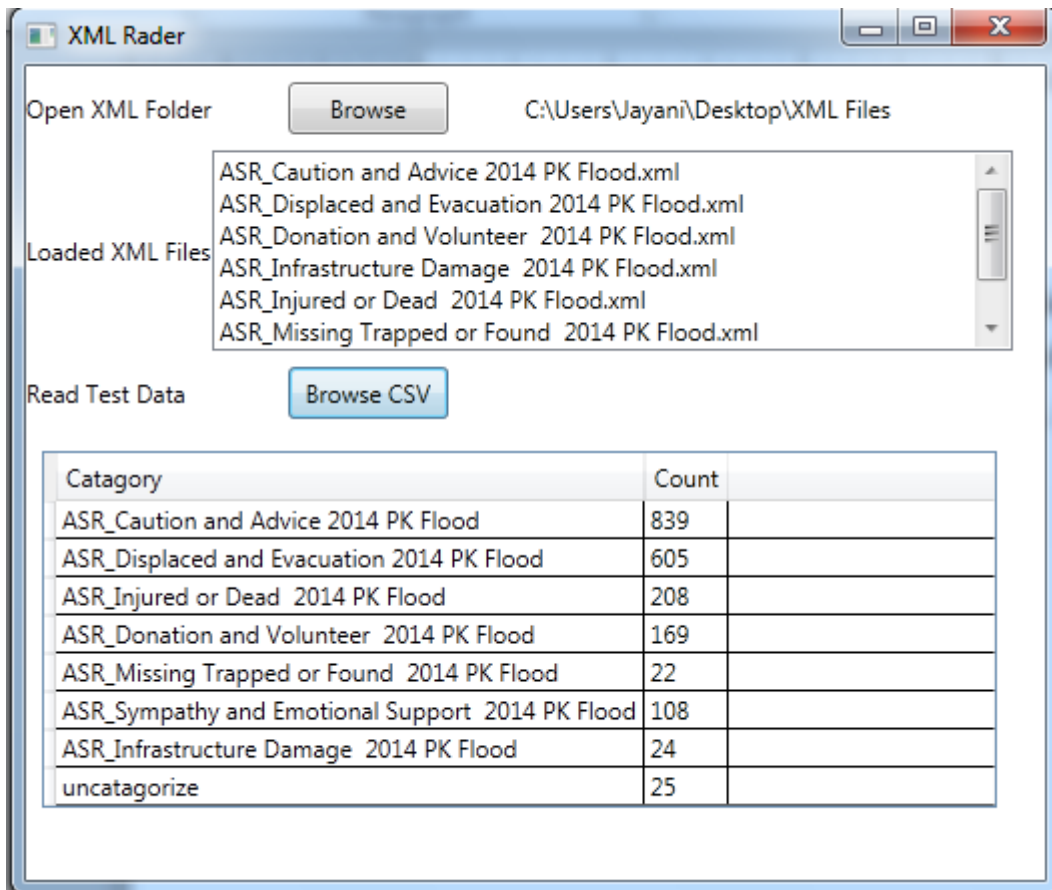 XML Rader
Open XML Folder Browse C:\Users\Jayani\Desktop\XML Files
Loaded XML Files
ASR_Caution and Advice 2014 PK Flood.xml
ASR_Displaced and Evacuation 2014 PK Flood.xml
ASR_Donation and Volunteer  2014 PK Flood.xml
ASR_Infrastructure Damage  2014 PK Flood.xml
ASR_Injured or Dead  2014 PK Flood.xml
ASR_Missing Trapped or Found  2014 PK Flood.xml
Read Test Data Browse CSV
Catagory Count
ASR_Caution and Advice 2014 PK Flood 839
ASR_Displaced and Evacuation 2014 PK Flood 605
ASR_Injured or Dead  2014 PK Flood 208
ASR_Donation and Volunteer  2014 PK Flood 169
ASR_Missing Trapped or Found  2014 PK Flood 22
ASR_Sympathy and Emotional Support  2014 PK Flood 108
ASR_Infrastructure Damage  2014 PK Flood 24
uncatagorize 25